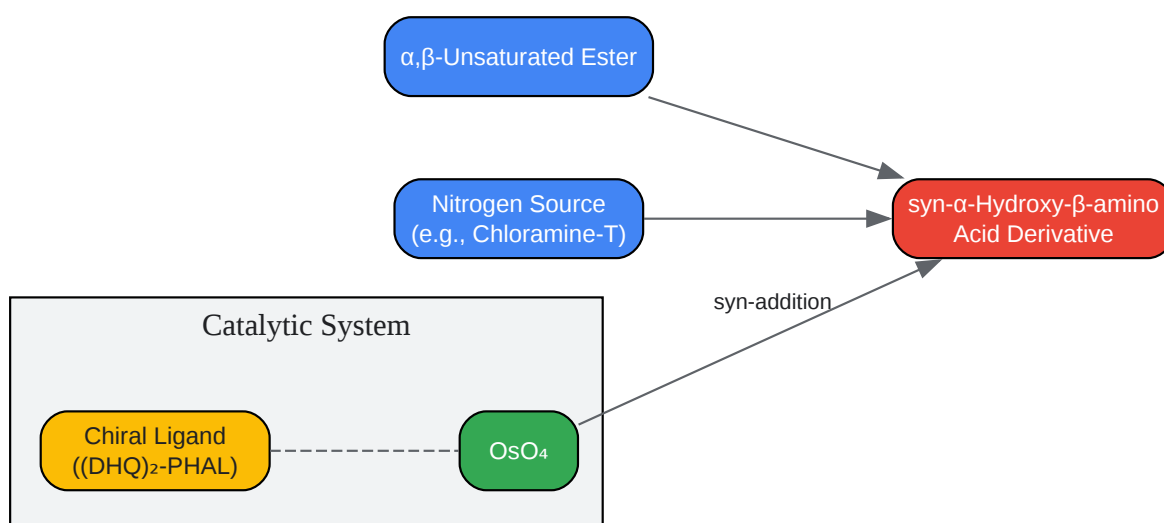 α,β-Unsaturated Ester
Nitrogen Source
(e.g., Chloramine-T)
syn-α-Hydroxy-β-amino
Acid Derivative
syn-addition
Catalytic System
Chiral Ligand
((DHQ)₂-PHAL)
OsO₄